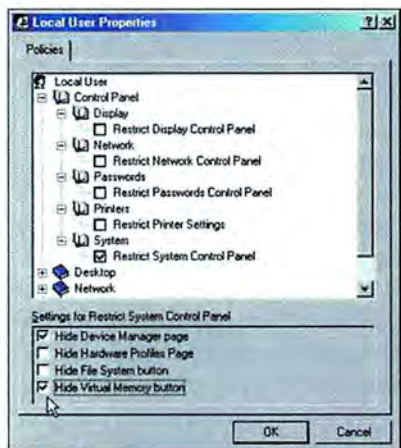 Local User Properties
Policies
Local User
Control Panel
Display
Restrict Display Control Panel
Network
Restrict Network Control Panel
Passwords
Restrict Passwords Control Panel
Printers
Restrict Printer Settings
System
Restrict System Control Panel
Desktop
Network
Settings for Restrict System Control Panel
Hide Device Manager page
Hide Hardware Profiles Page
Hide File System button
Hide Virtual Memory button
OK
Cancel